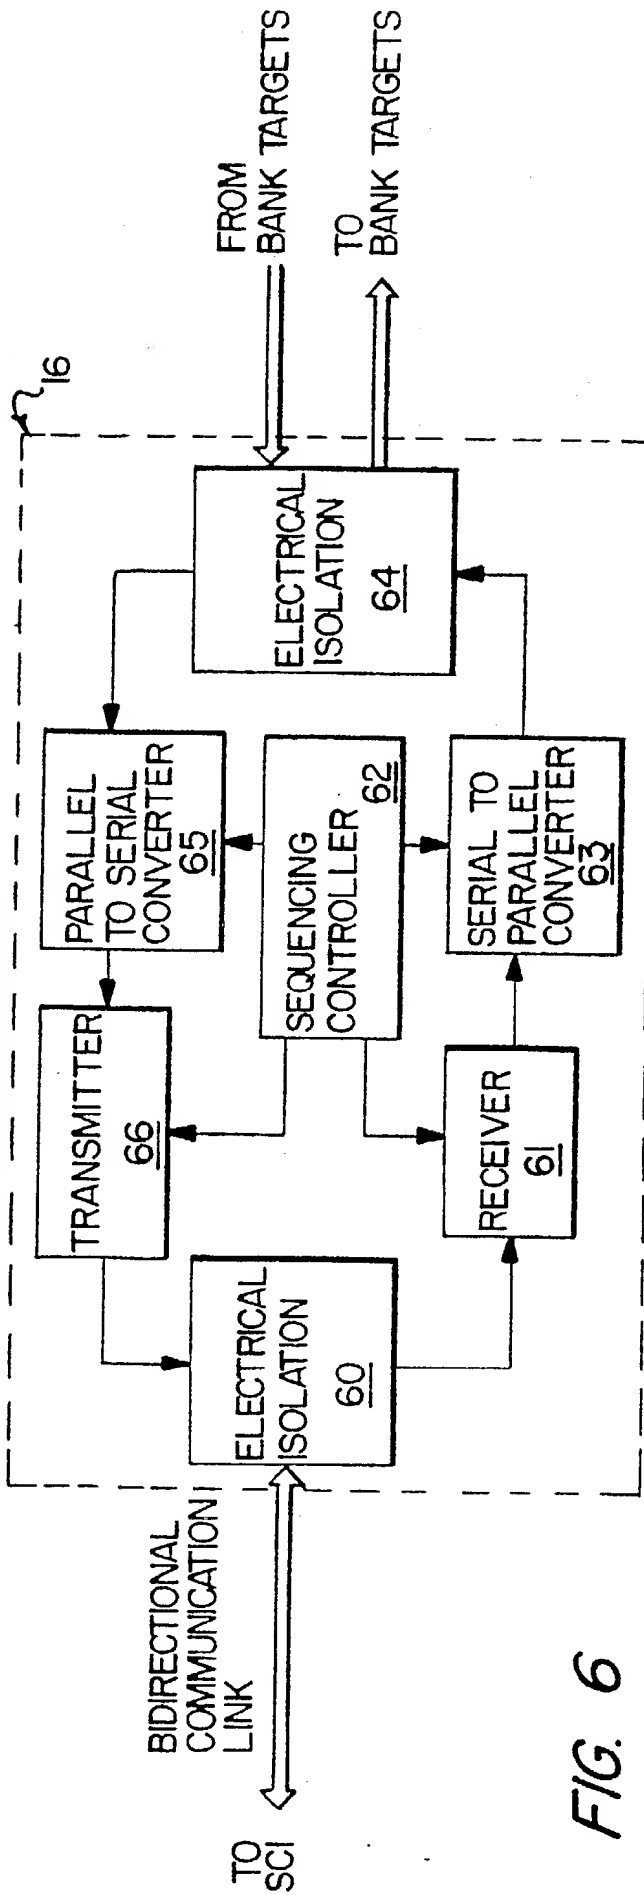 TO
SCI
BIDIRECTIONAL
COMMUNICATION
LINK
16
ELECTRICAL
ISOLATION
60
TRANSMITTER
66
PARALLEL
TO SERIAL
CONVERTER
65
SEQUENCING
CONTROLLER
62
RECEIVER
61
SERIAL TO
PARALLEL
CONVERTER
63
ELECTRICAL
ISOLATION
64
FROM
BANK TARGETS
TO
BANK TARGETS
FIG. 6